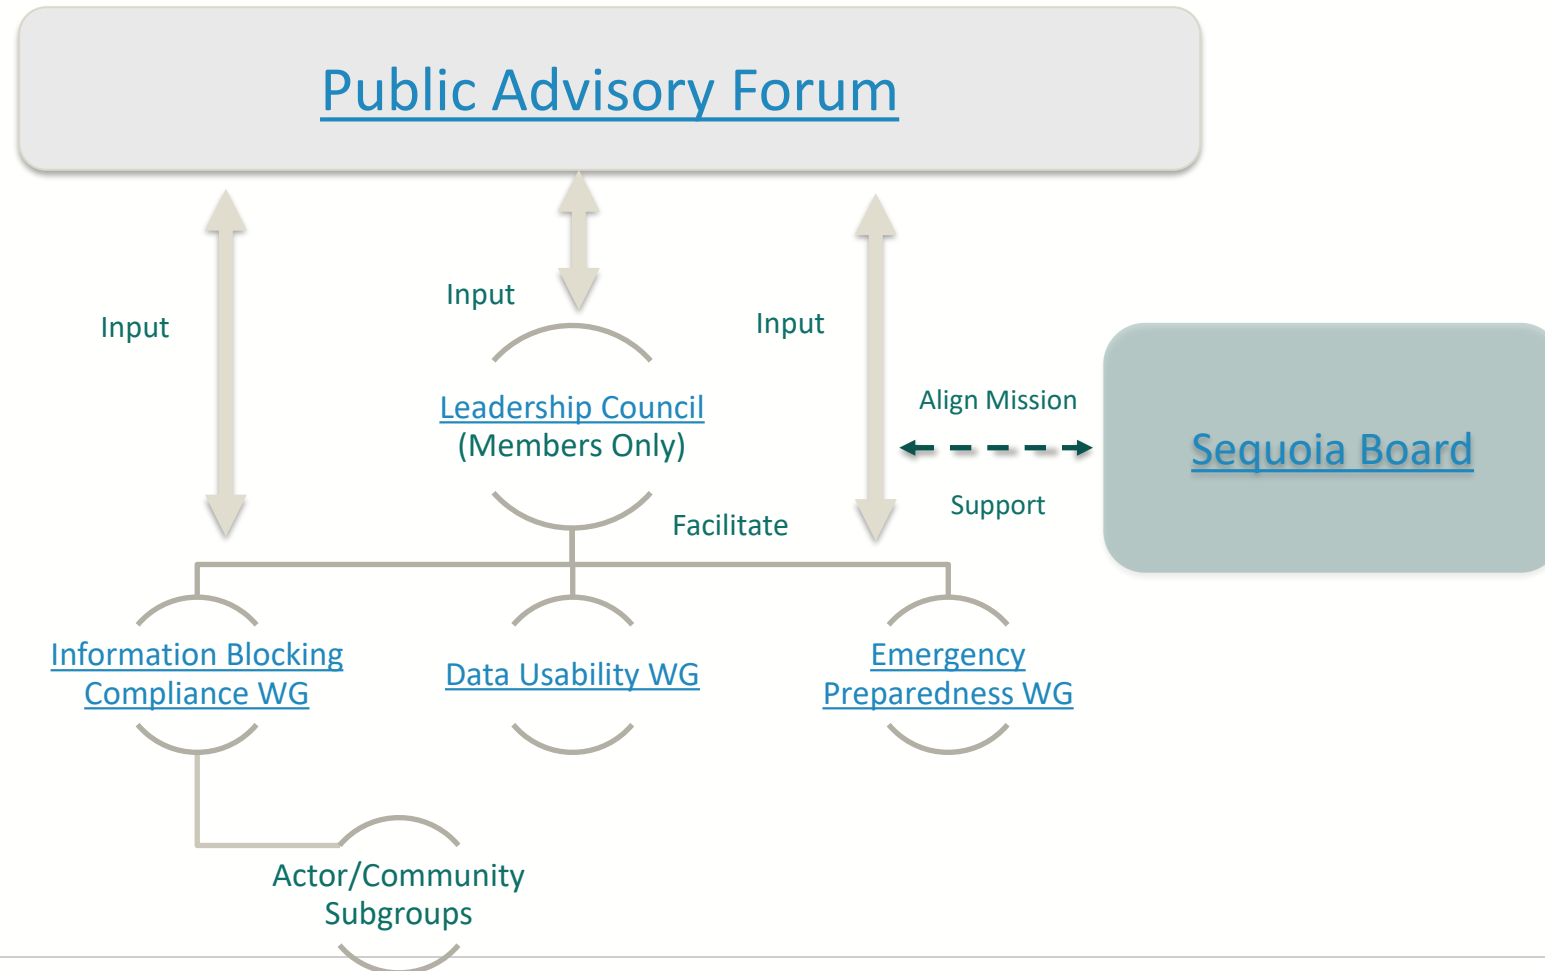 Public Advisory Forum
Input
Input
Input
Leadership Council
(Members Only)
Align Mission
Sequoia Board
Support
Facilitate
Information Blocking
Compliance WG
Data Usability WG
Emergency
Preparedness WG
Actor/Community
Subgroups